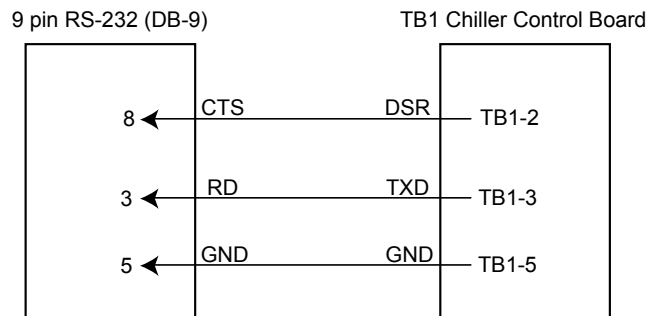 9 pin RS-232 (DB-9) TB1 Chiller Control Board
8 CTS DSR TB1-2
3 RD TXD TB1-3
5 GND GND TB1-5